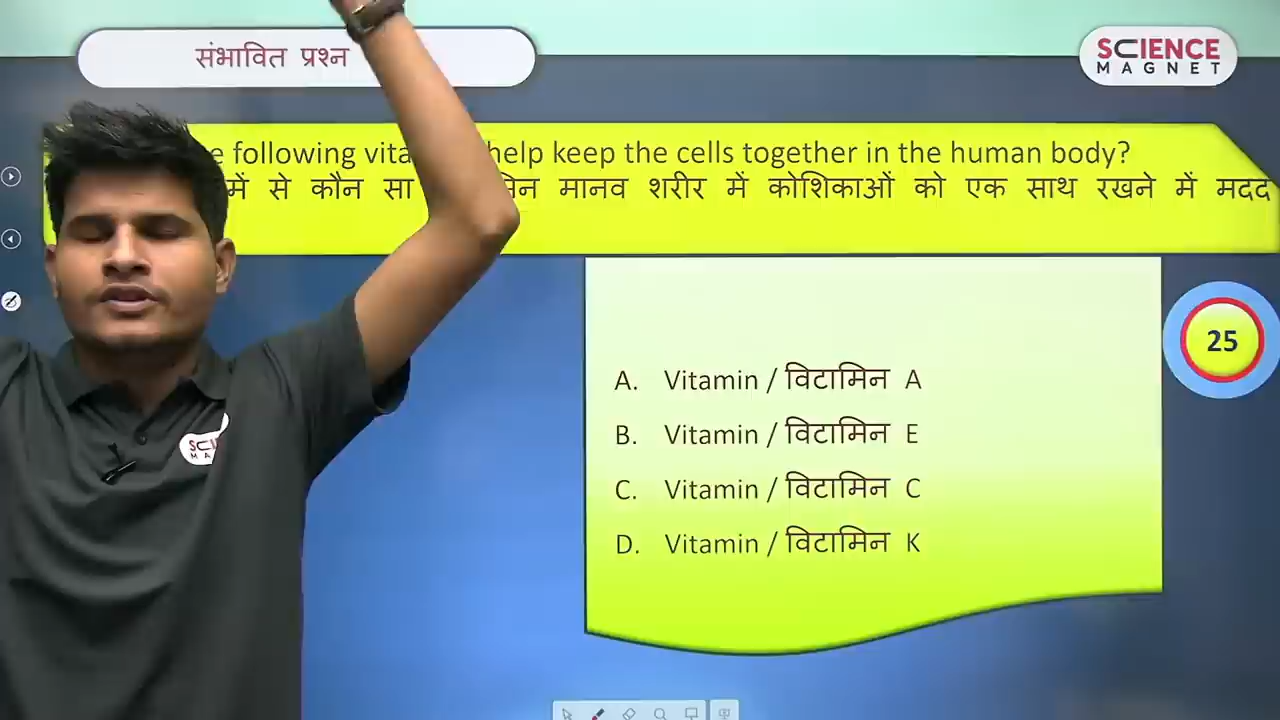 संभावित प्रश्न
SCIENCE
MAGNET
following help keep the cells together in the human body?
में से कौन सा मानव शरीर में कोशिकाओं को एक साथ रखने में मदद
25
A. Vitamin / विटामिन A
B. Vitamin / विटामिन E
C. Vitamin / विटामिन C
D. Vitamin / विटामिन K